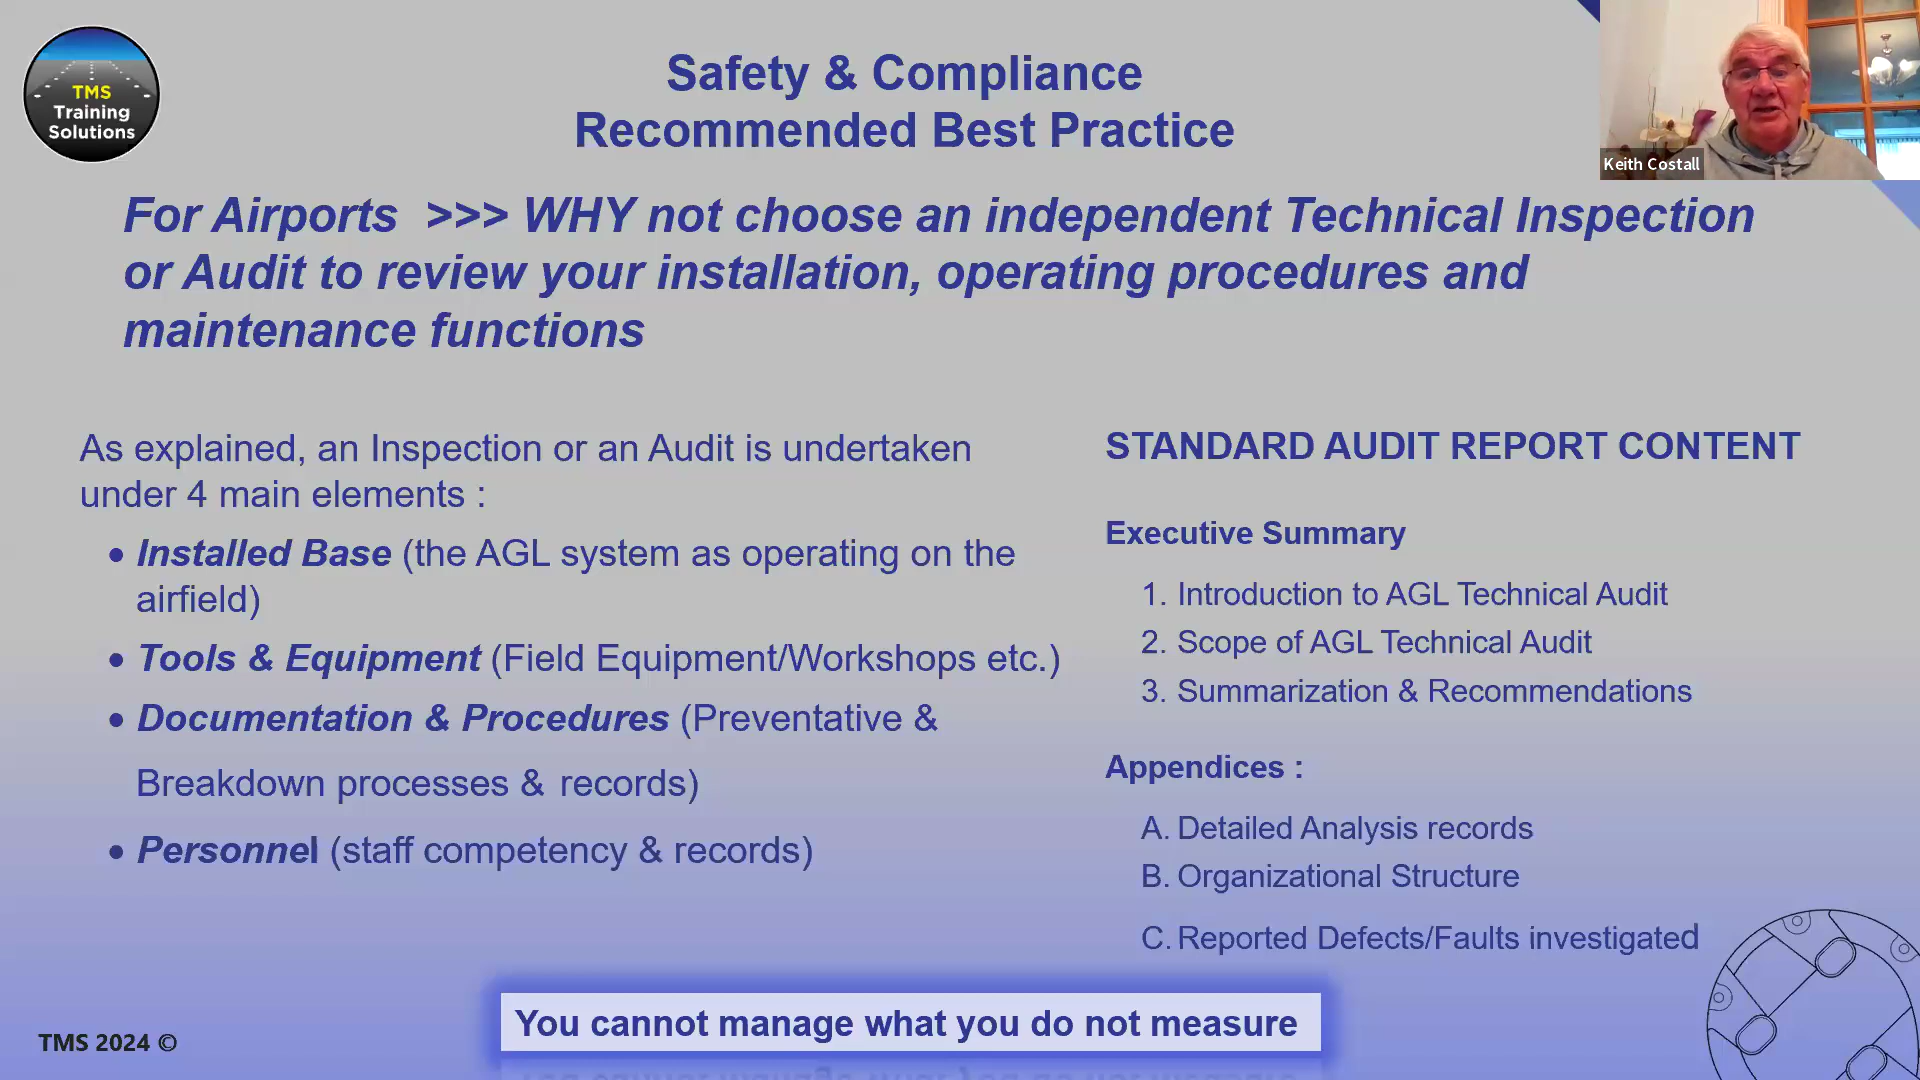 TMS
Training
Solutions
Safety & Compliance
Recommended Best Practice
Keith Costall
For Airports >>> WHY not choose an independent Technical Inspection
or Audit to review your installation, operating procedures and
maintenance functions
As explained, an Inspection or an Audit is undertaken
under 4 main elements :
• Installed Base (the AGL system as operating on the
airfield)
• Tools & Equipment (Field Equipment/Workshops etc.)
• Documentation & Procedures (Preventative &
Breakdown processes & records)
• Personnel (staff competency & records)
STANDARD AUDIT REPORT CONTENT
Executive Summary
1. Introduction to AGL Technical Audit
2. Scope of AGL Technical Audit
3. Summarization & Recommendations
Appendices :
A. Detailed Analysis records
B. Organizational Structure
C. Reported Defects/Faults investigated
You cannot manage what you do not measure
TMS 2024 ©